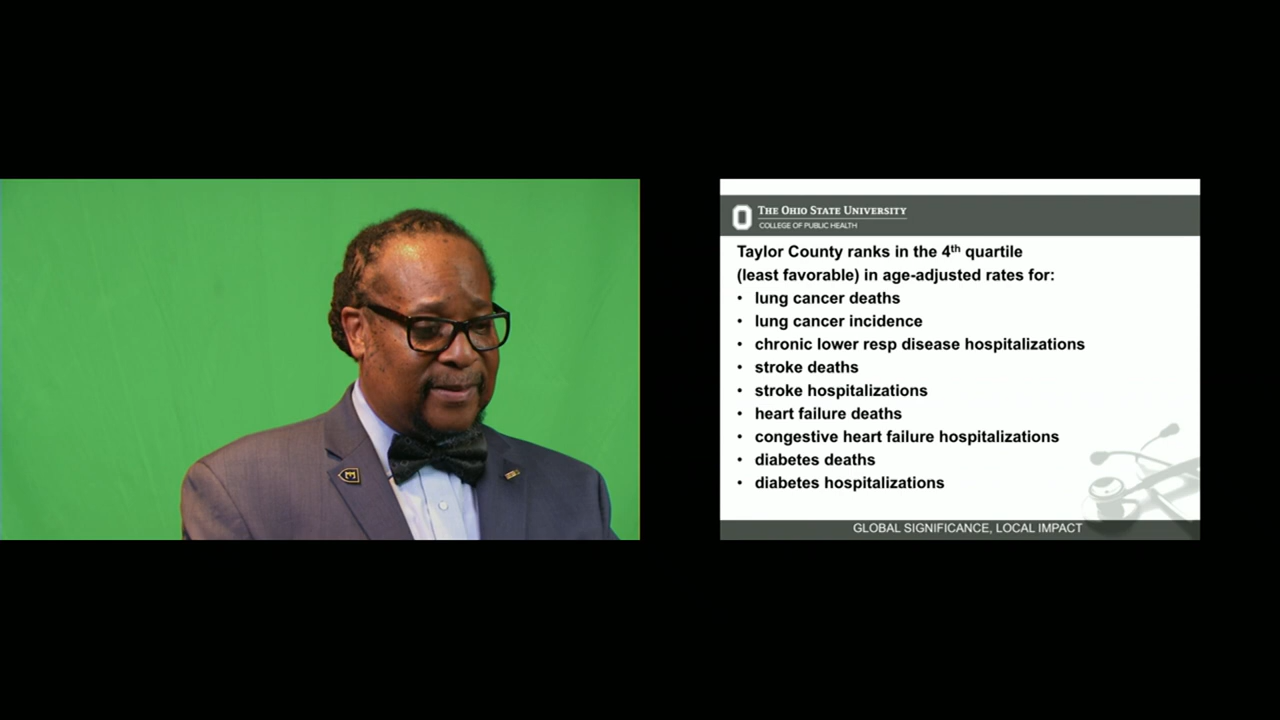 THE OHIO STATE UNIVERSITY
COLLEGE OF PUBLIC HEALTH
Taylor County ranks in the 4th quartile
(least favorable) in age-adjusted rates for:
• lung cancer deaths
• lung cancer incidence
• chronic lower resp disease hospitalizations
• stroke deaths
• stroke hospitalizations
• heart failure deaths
• congestive heart failure hospitalizations
• diabetes deaths
• diabetes hospitalizations
GLOBAL SIGNIFICANCE, LOCAL IMPACT